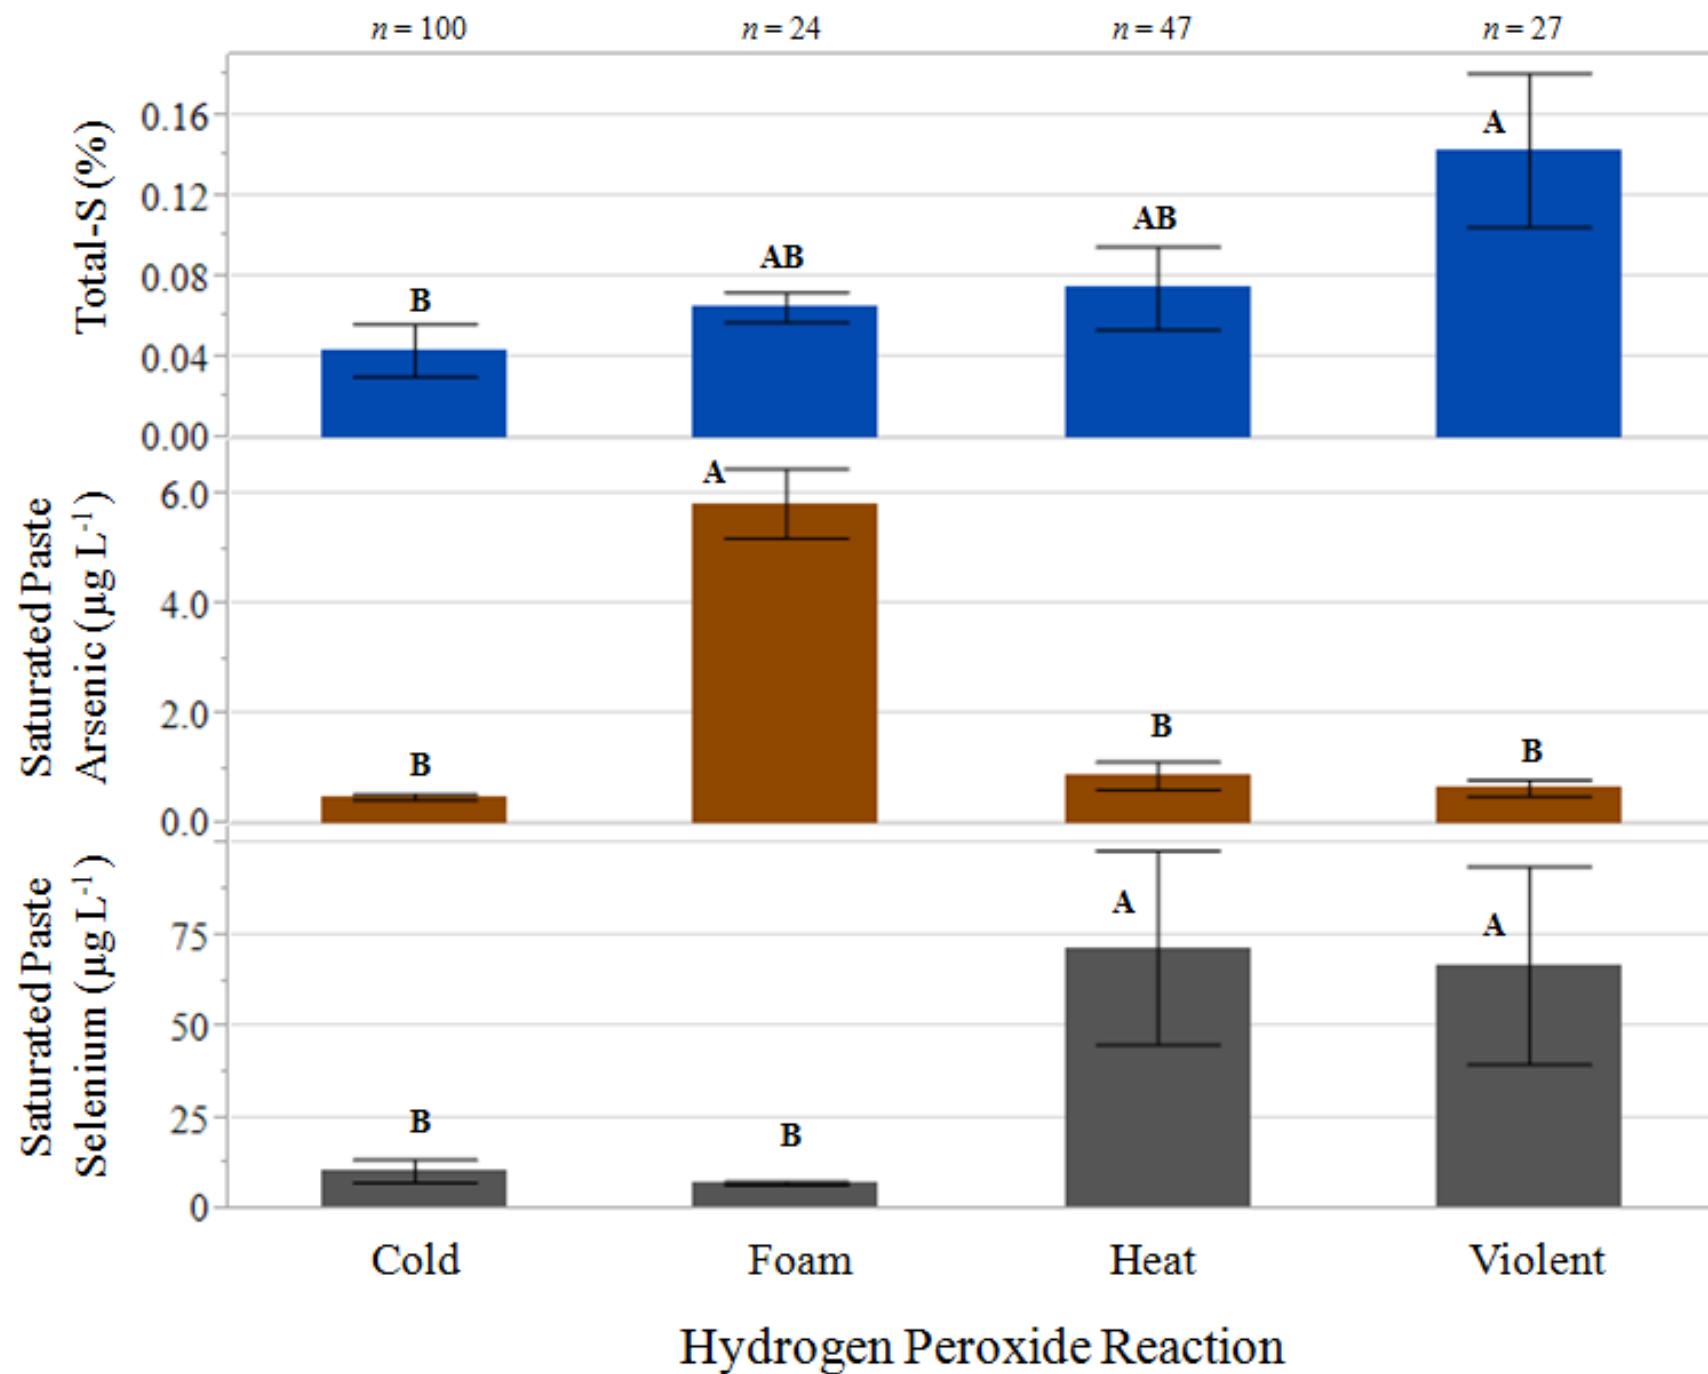 n = 100
n = 24
n = 47
n = 27
Total-S (%)
0.16
0.12
0.08
0.04
0.00
B
AB
AB
A
Saturated Paste
Arsenic (µg L⁻¹)
6.0
4.0
2.0
0.0
B
A
B
B
Saturated Paste
Selenium (µg L⁻¹)
75
50
25
0
B
B
A
A
Cold
Foam
Heat
Violent
Hydrogen Peroxide Reaction